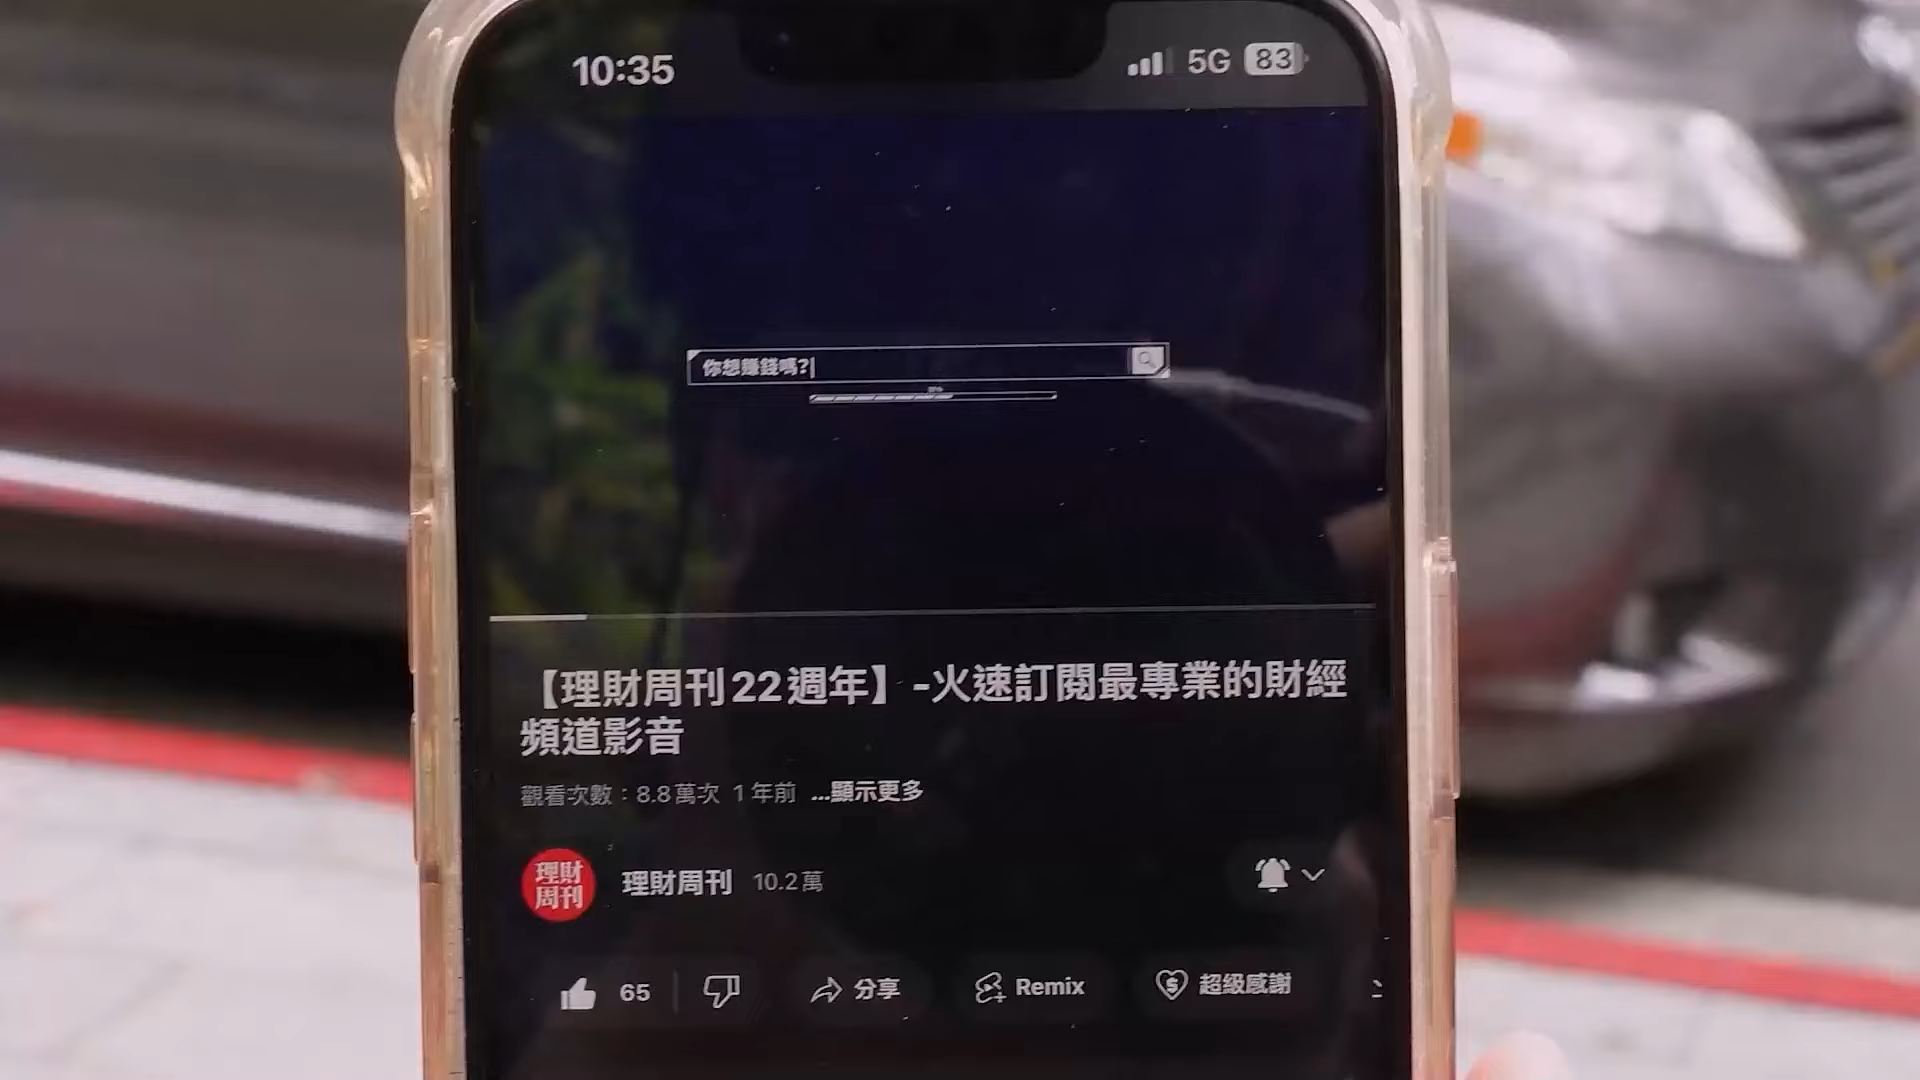 10:35
5G 83
你想賺錢嗎?
【理財周刊22週年】-火速訂閱最專業的財經
頻道影音
觀看次數：8.8萬次 1年前 ...顯示更多
理財
周刊
理財周刊 10.2萬
65 分享 Remix 超級感謝